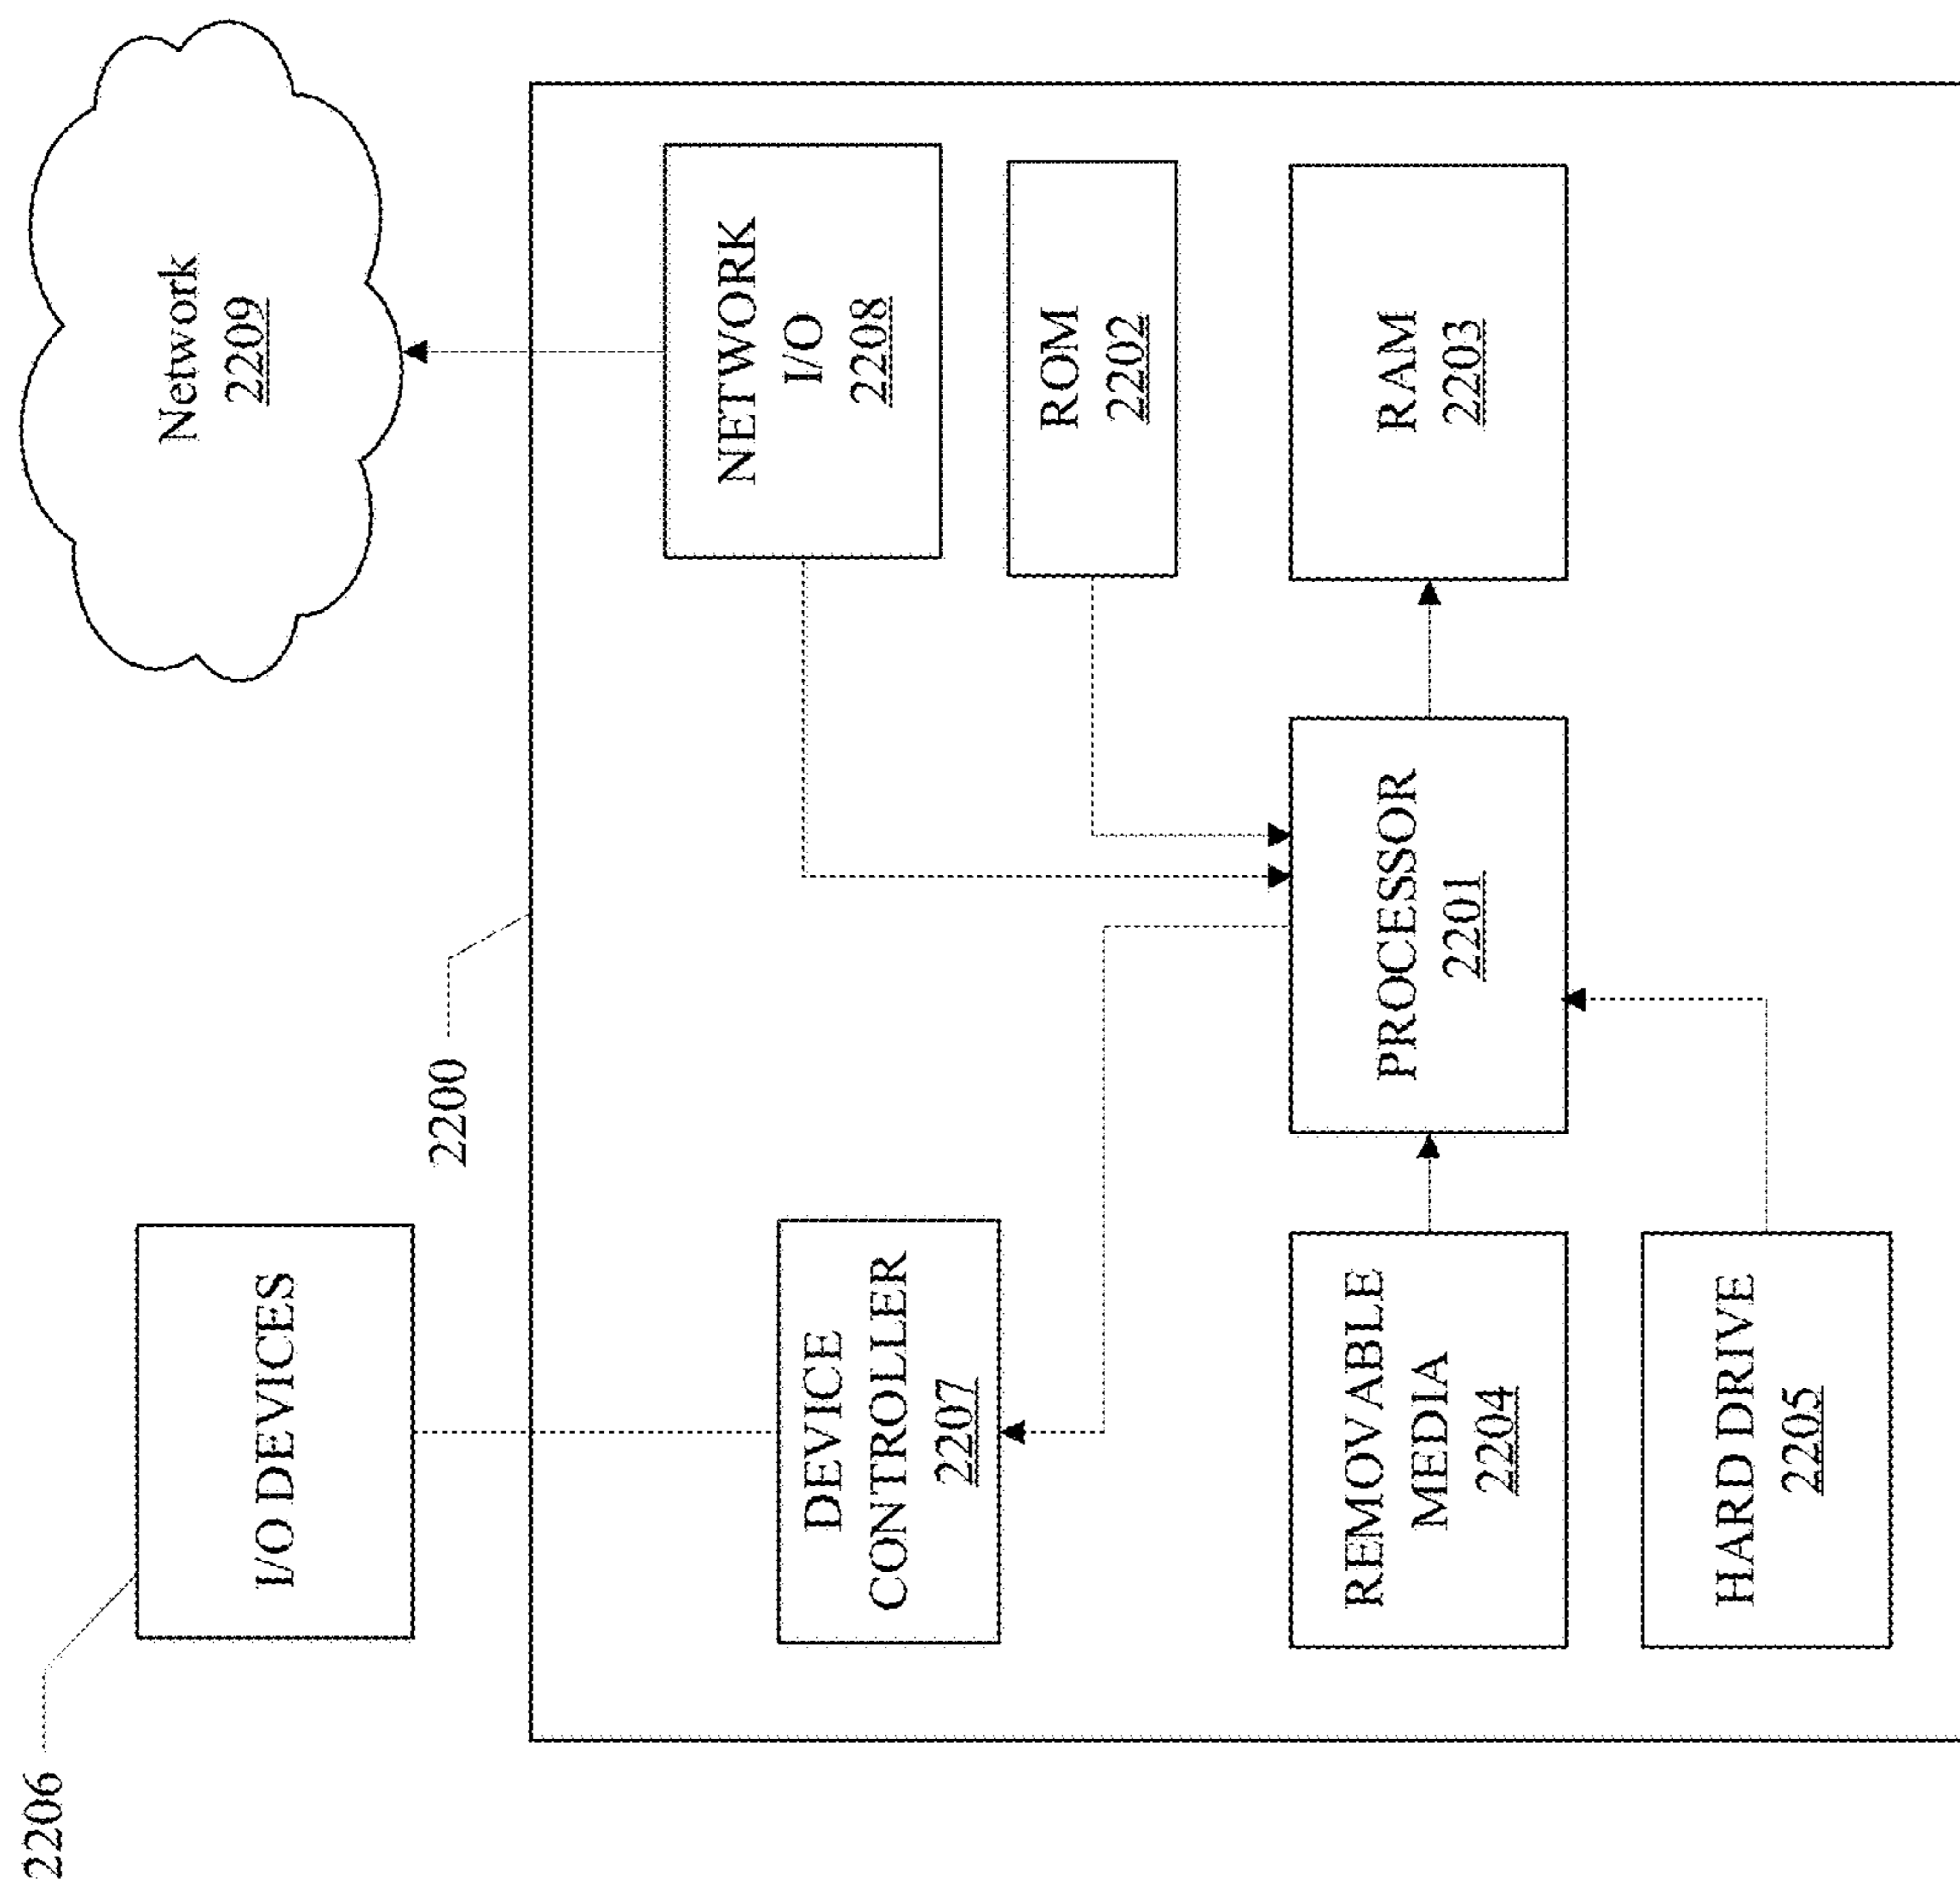 2206
I/O DEVICES
Network
2209
2200
DEVICE
CONTROLLER
2207
NETWORK
I/O
2208
ROM
2202
REMOVABLE
MEDIA
2204
PROCESSOR
2201
RAM
2203
HARD DRIVE
2205